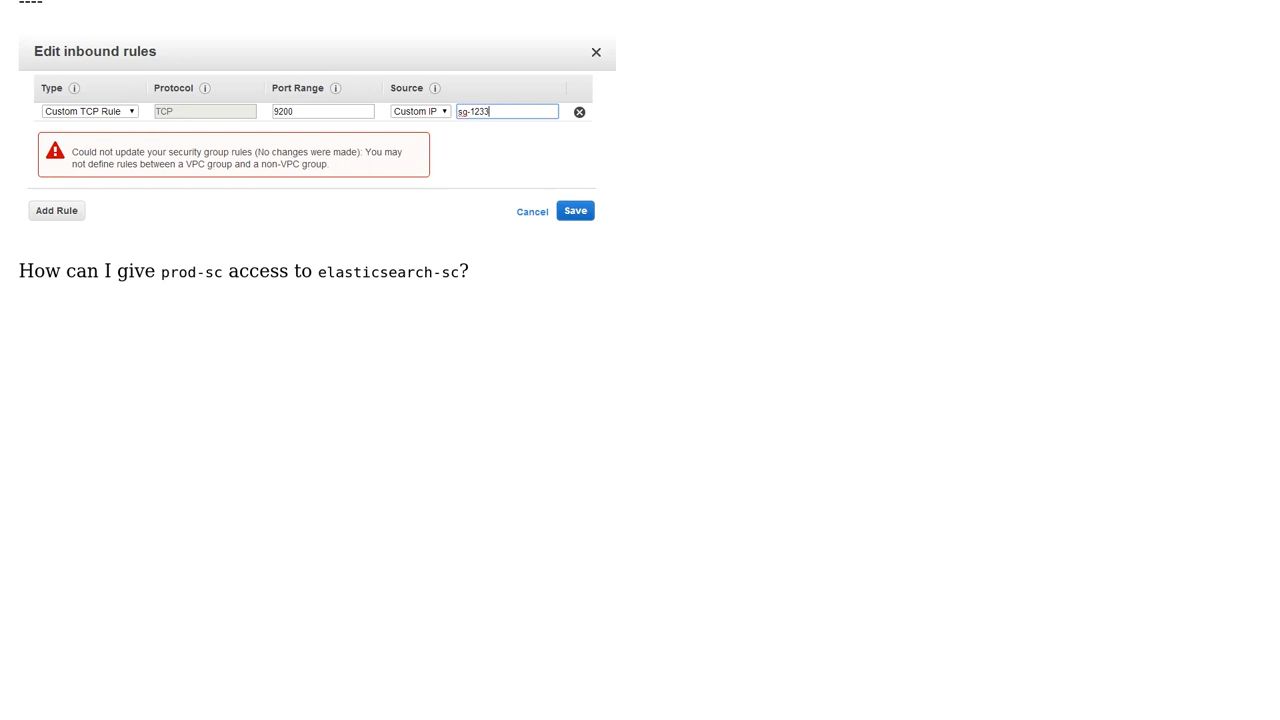 ----
Edit inbound rules
Type Protocol Port Range Source
Custom TCP Rule TCP 9200 Custom IP sg-1233
Could not update your security group rules (No changes were made): You may
not define rules between a VPC group and a non-VPC group.
Add Rule Cancel Save
How can I give prod-sc access to elasticsearch-sc?